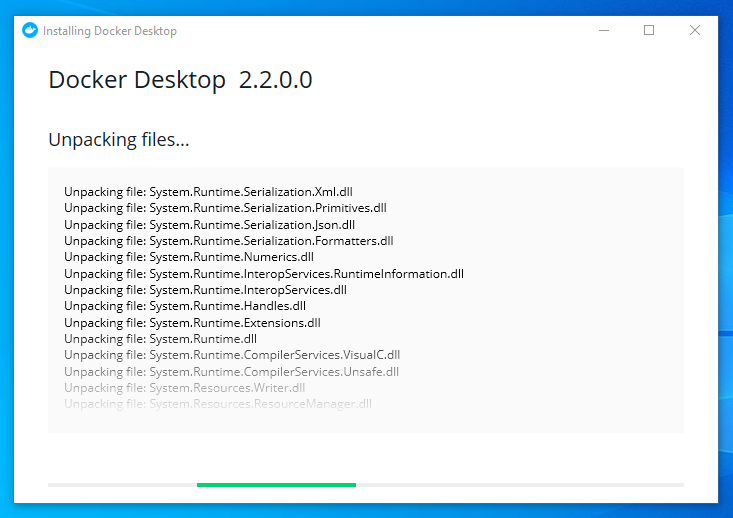 Installing Docker Desktop
Docker Desktop 2.2.0.0
Unpacking files...
Unpacking file: System.Runtime.Serialization.Xml.dll
Unpacking file: System.Runtime.Serialization.Primitives.dll
Unpacking file: System.Runtime.Serialization.Json.dll
Unpacking file: System.Runtime.Serialization.Formatters.dll
Unpacking file: System.Runtime.Numerics.dll
Unpacking file: System.Runtime.InteropServices.RuntimeInformation.dll
Unpacking file: System.Runtime.InteropServices.dll
Unpacking file: System.Runtime.Handles.dll
Unpacking file: System.Runtime.Extensions.dll
Unpacking file: System.Runtime.dll
Unpacking file: System.Runtime.CompilerServices.VisualC.dll
Unpacking file: System.Runtime.CompilerServices.Unsafe.dll
Unpacking file: System.Resources.Writer.dll
Unpacking file: System.Resources.ResourceManager.dll